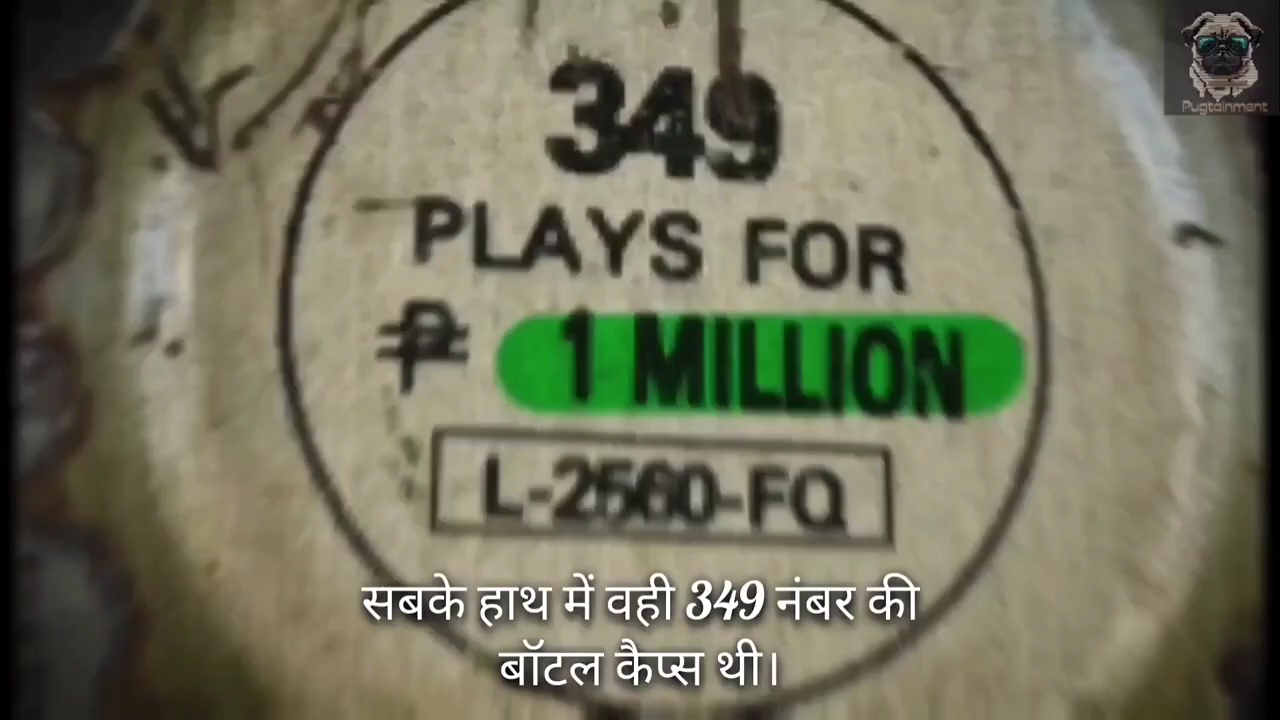 Pugtainment
349
PLAYS FOR
₱ 1 MILLION
L-2560-FQ
सबके हाथ में वही 349 नंबर की
बॉटल कैप्स थी।